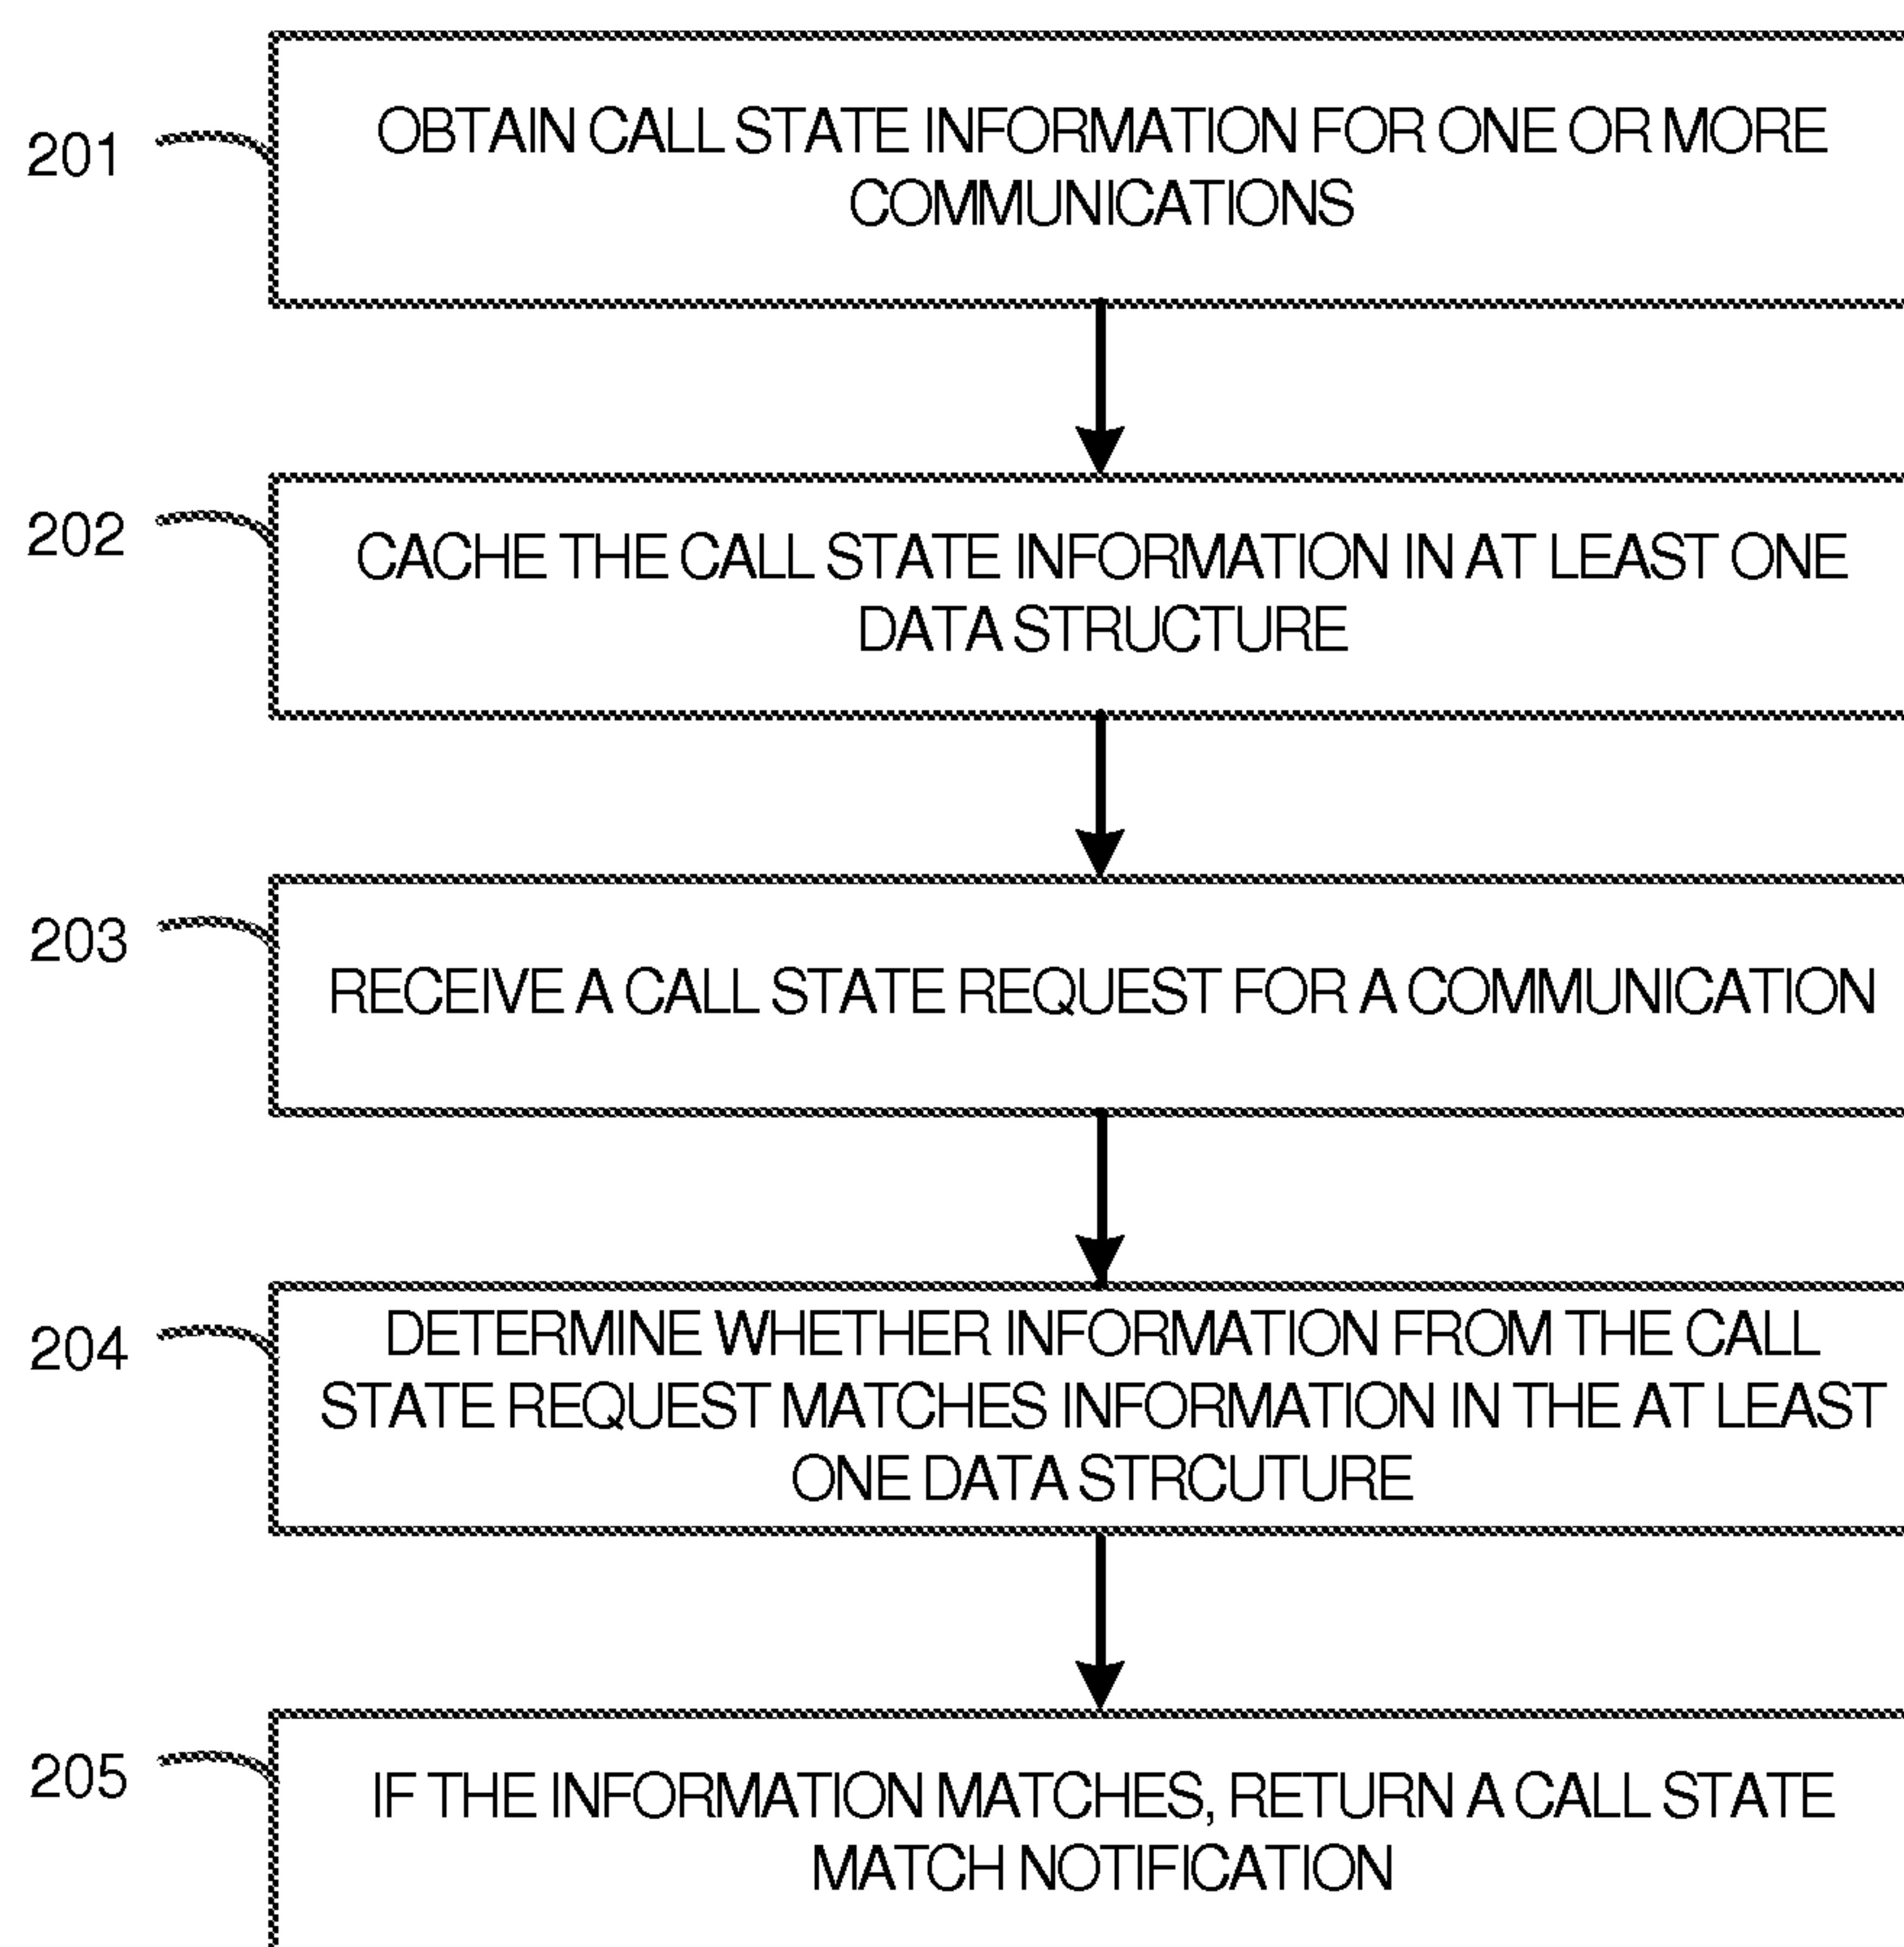 201
OBTAIN CALL STATE INFORMATION FOR ONE OR MORE
COMMUNICATIONS
202
CACHE THE CALL STATE INFORMATION IN AT LEAST ONE
DATA STRUCTURE
203
RECEIVE A CALL STATE REQUEST FOR A COMMUNICATION
204
DETERMINE WHETHER INFORMATION FROM THE CALL
STATE REQUEST MATCHES INFORMATION IN THE AT LEAST
ONE DATA STRCUTURE
205
IF THE INFORMATION MATCHES, RETURN A CALL STATE
MATCH NOTIFICATION